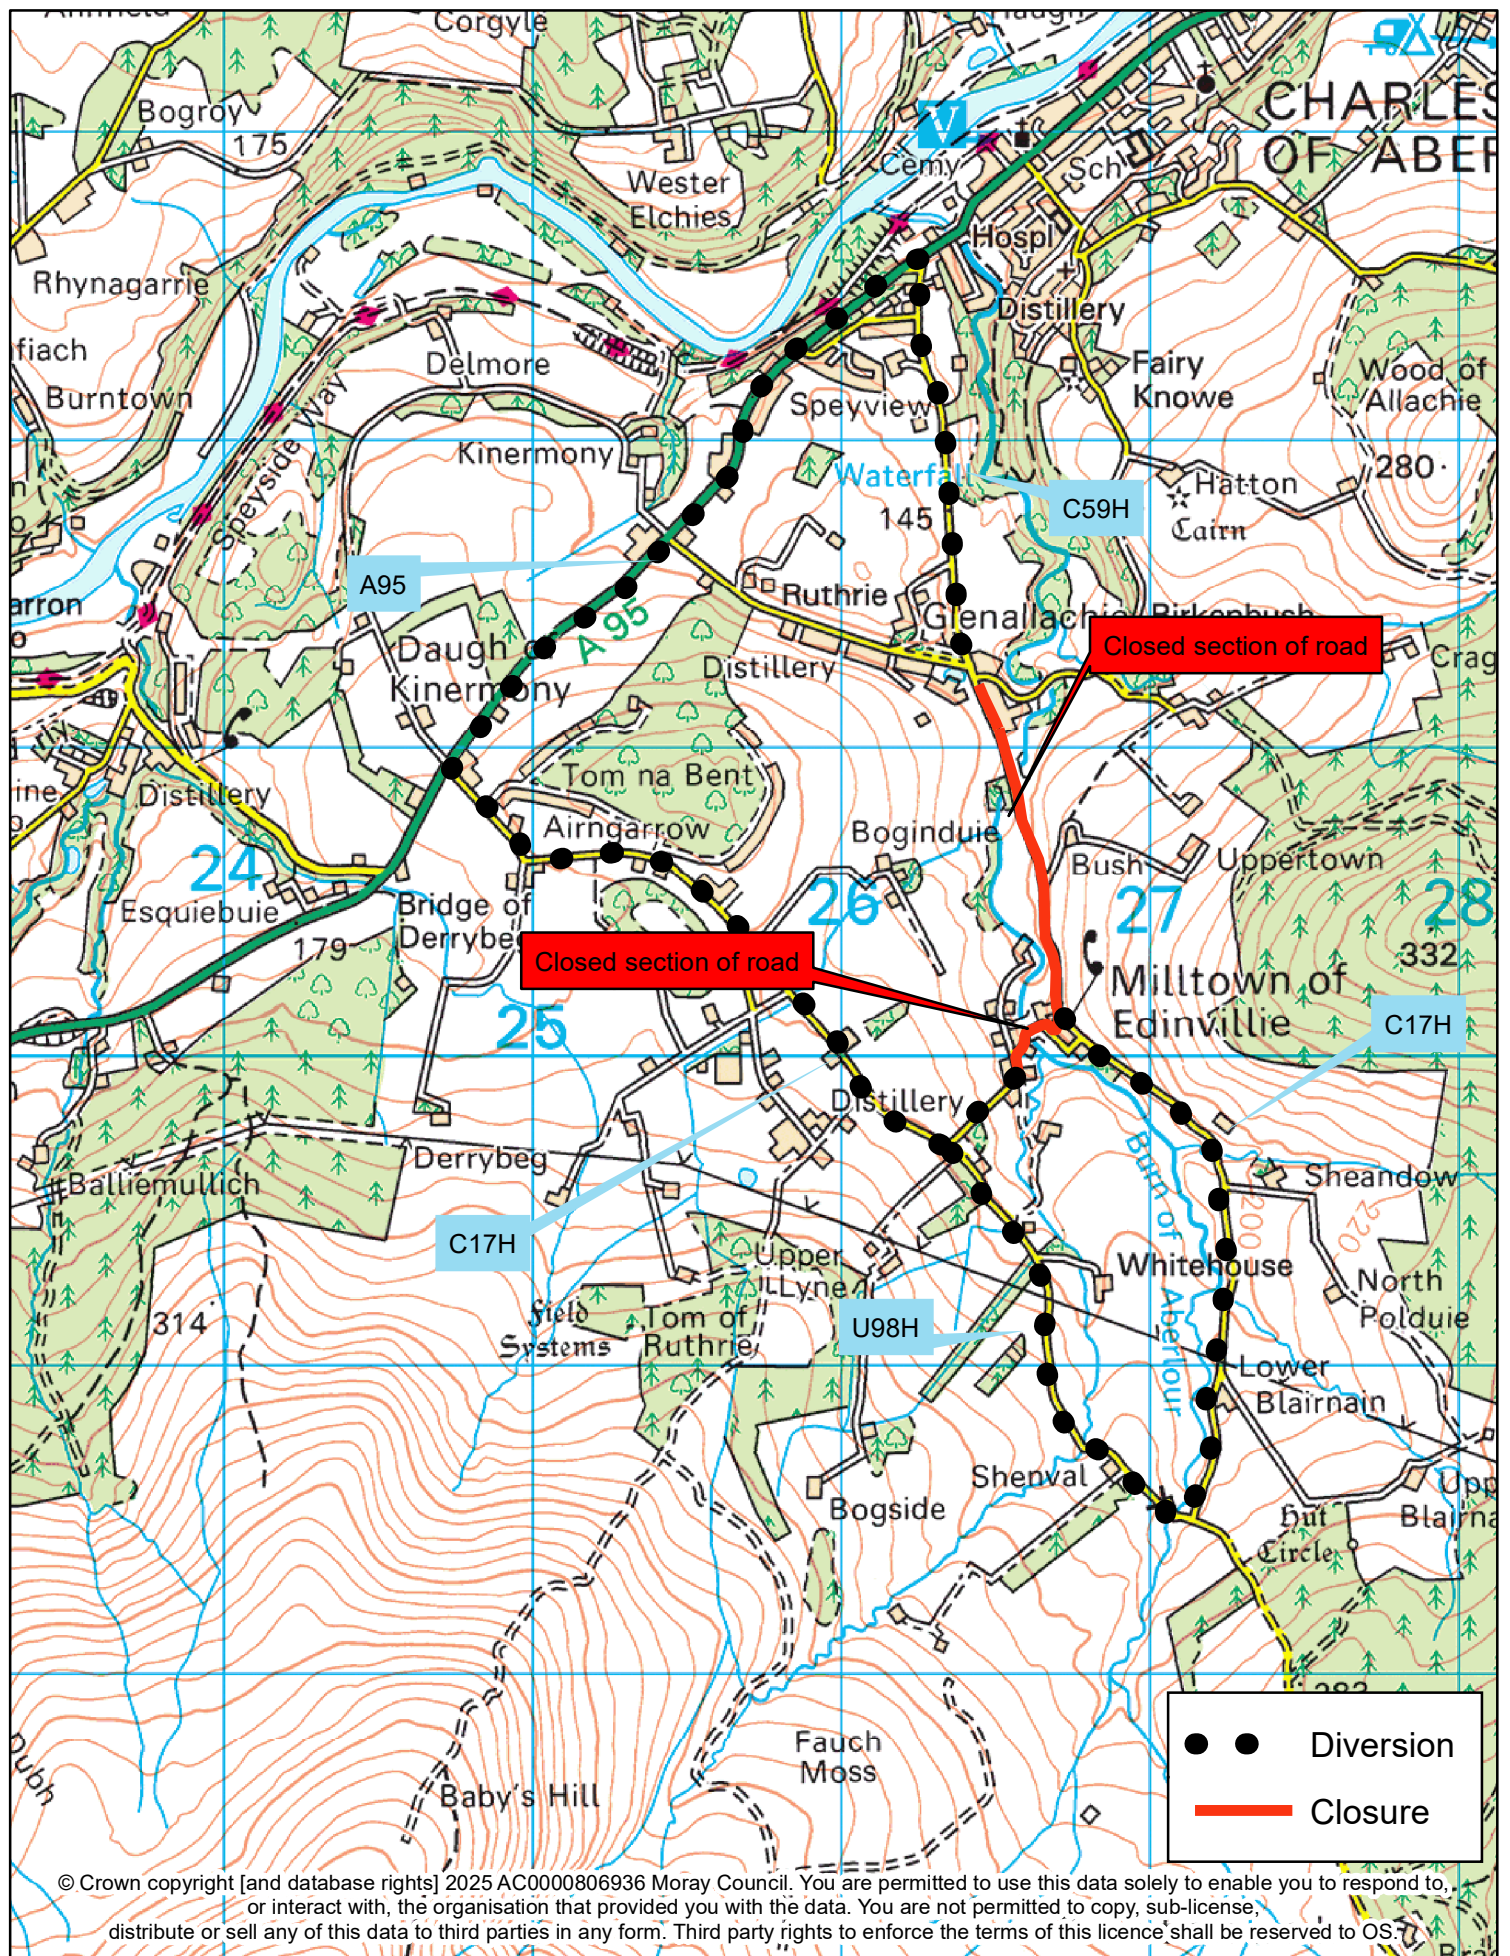 Corgyle
Bogroy
175
Wester
Elchies
Rhynagarrie
Burntown
Delmore
Speyside Way
Kinermony
V
Cemy
Sch
CHARLES
OF ABER
Hospl
Distillery
Fairy
Knowe
Wood of
Allachie
Speyview
Waterfall
145
C59H
Hatton
Cairn
280
A95
A 95
Ruthrie
Glenallachie
Birkenbush
Closed section of road
Crag
Daugh of
Kinermony
Distillery
Tom na Bent
Airngarrow
Boginduie
Bush
Uppertown
Distillery
24
26
27
28
Esquiebuie
179
Bridge of
Derrybeg
Closed section of road
332
Milltown of
Edinvillie
C17H
25
Distillery
Derrybeg
Balliemullich
C17H
Burn of Aberlour
Sheandow
200
220
Upper
Lyne
Whitehouse
North
Polduie
314
Field
Systems
Tom of
Ruthrie
U98H
Lower
Blairnain
Shenval
Bogside
Hut
Circle
Upp
Blairna
Fauch
Moss
Baby's Hill
Diversion
Closure
© Crown copyright [and database rights] 2025 AC0000806936 Moray Council. You are permitted to use this data solely to enable you to respond to,
or interact with, the organisation that provided you with the data. You are not permitted to copy, sub-license,
distribute or sell any of this data to third parties in any form. Third party rights to enforce the terms of this licence shall be reserved to OS.